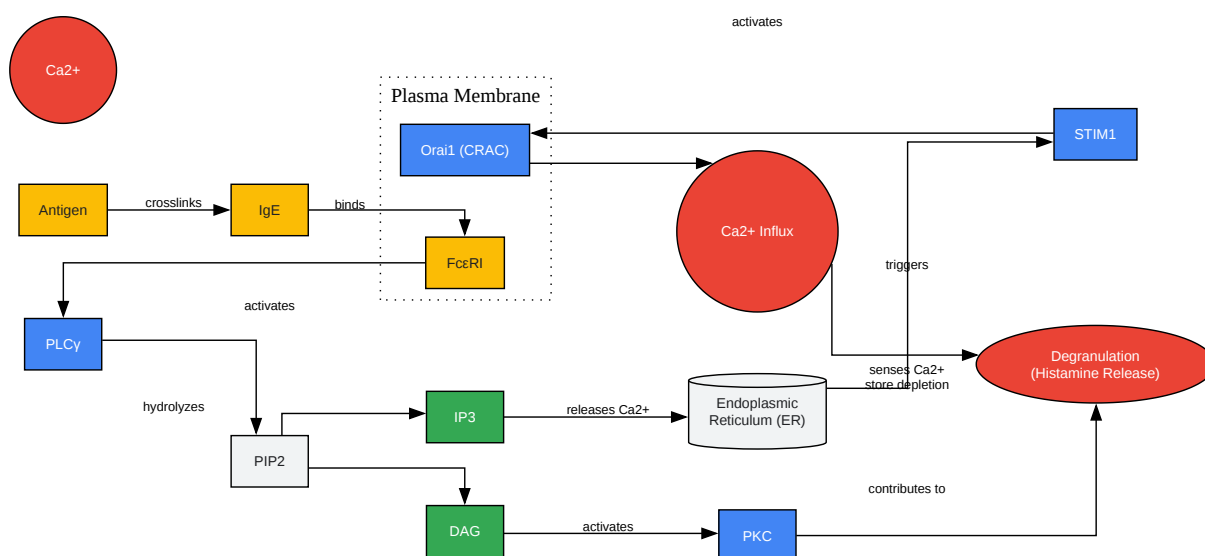 activates
Ca2+
Plasma Membrane
Orai1 (CRAC)
STIM1
Antigen
crosslinks
IgE
binds
Ca2+ Influx
FcεRI
triggers
activates
PLCγ
Degranulation
(Histamine Release)
senses Ca2+
store depletion
hydrolyzes
IP3
releases Ca2+
Endoplasmic
Reticulum (ER)
PIP2
contributes to
DAG
activates
PKC